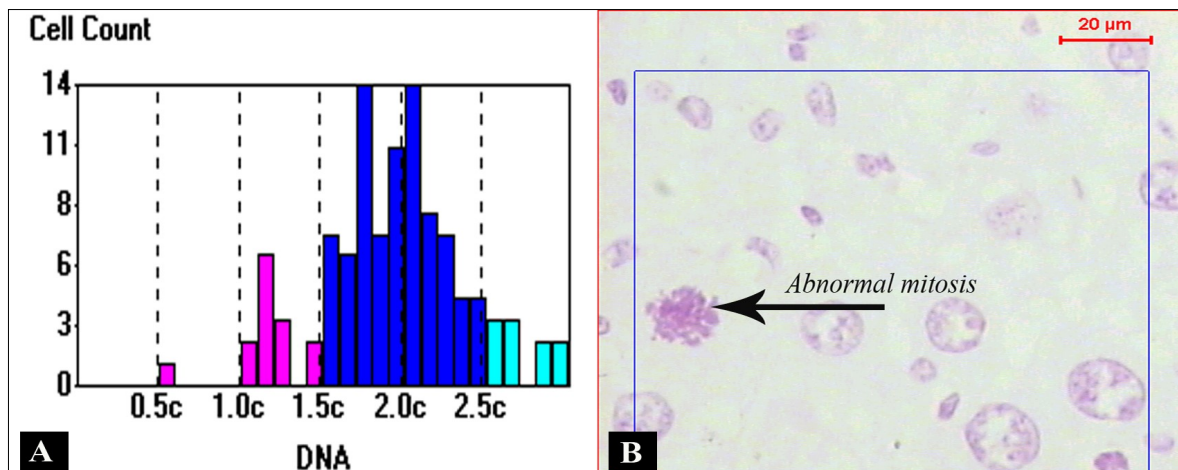 Cell Count
14
11
8
6
3
0
0.5c 1.0c 1.5c 2.0c 2.5c
DNA
A
20 µm
Abnormal mitosis
B